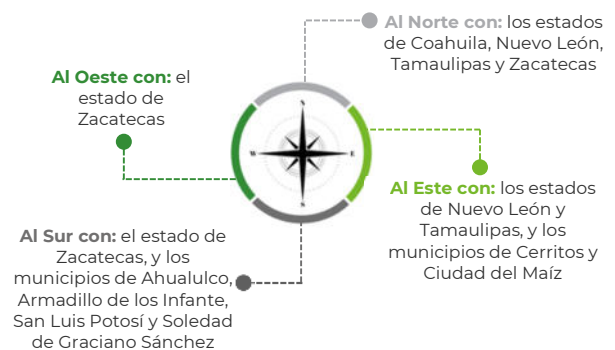 Al Norte con: los estados
de Coahuila, Nuevo León,
Tamaulipas y Zacatecas
Al Oeste con: el
estado de
Zacatecas
N
W
E
S
Al Este con: los estados
de Nuevo León y
Tamaulipas, y los
municipios de Cerritos y
Ciudad del Maíz
Al Sur con: el estado de
Zacatecas, y los
municipios de Ahualulco,
Armadillo de los Infante,
San Luis Potosí y Soledad
de Graciano Sánchez